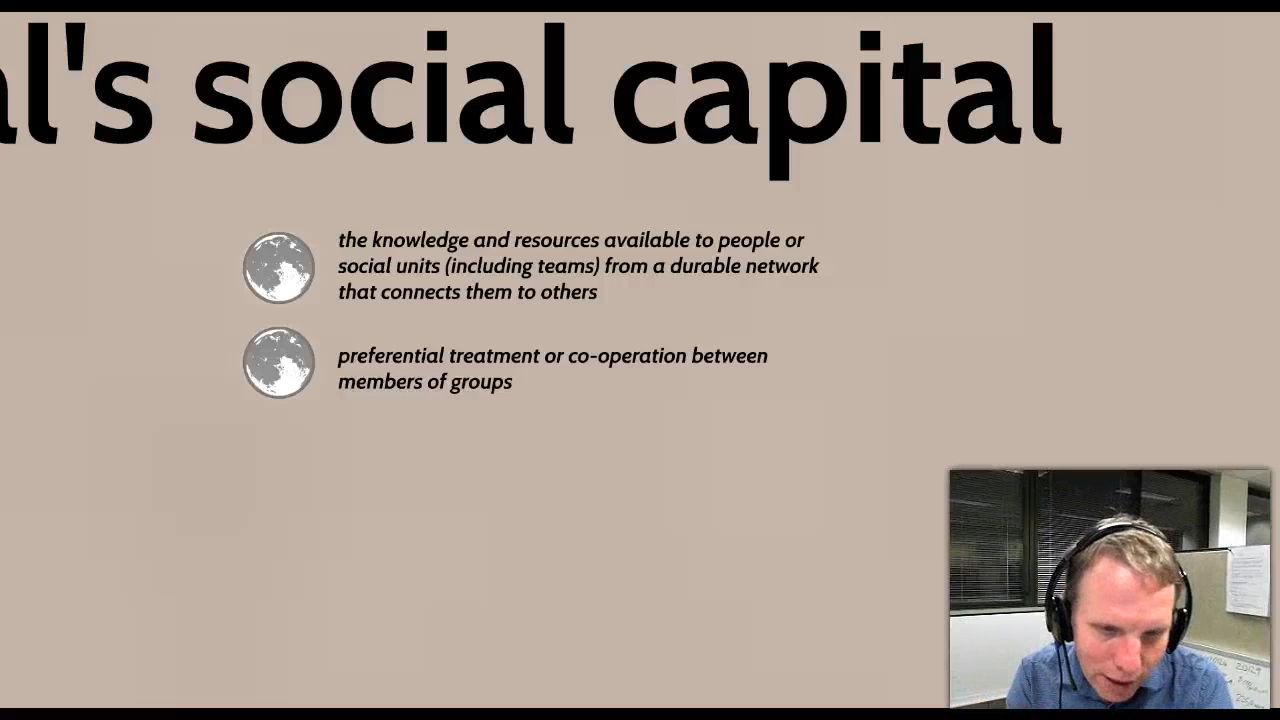 al's social capital
the knowledge and resources available to people or
social units (including teams) from a durable network
that connects them to others
preferential treatment or co-operation between
members of groups